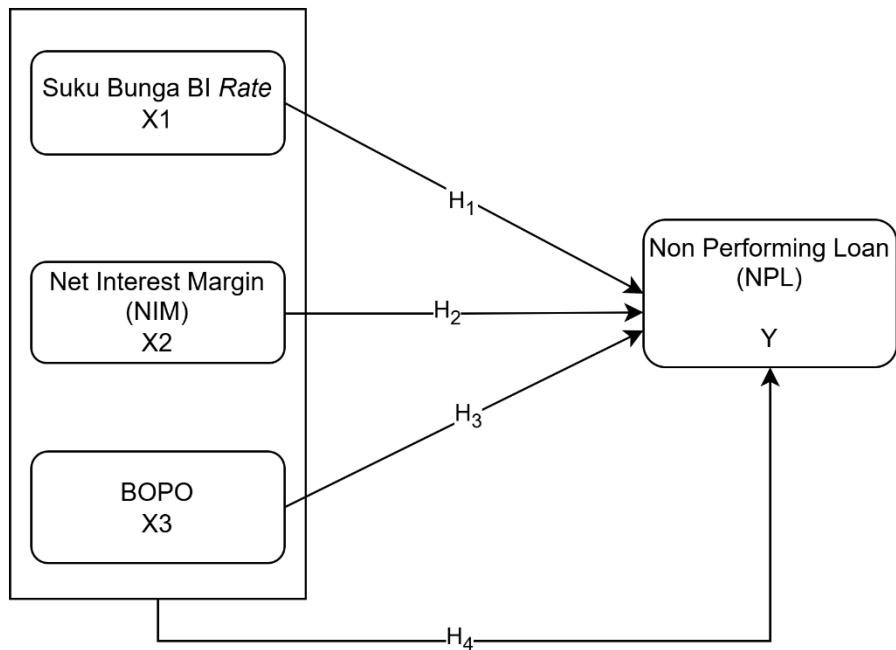 Suku Bunga BI Rate
X1
H1
Net Interest Margin
(NIM)
X2
H2
Non Performing Loan
(NPL)
Y
BOPO
X3
H3
H4